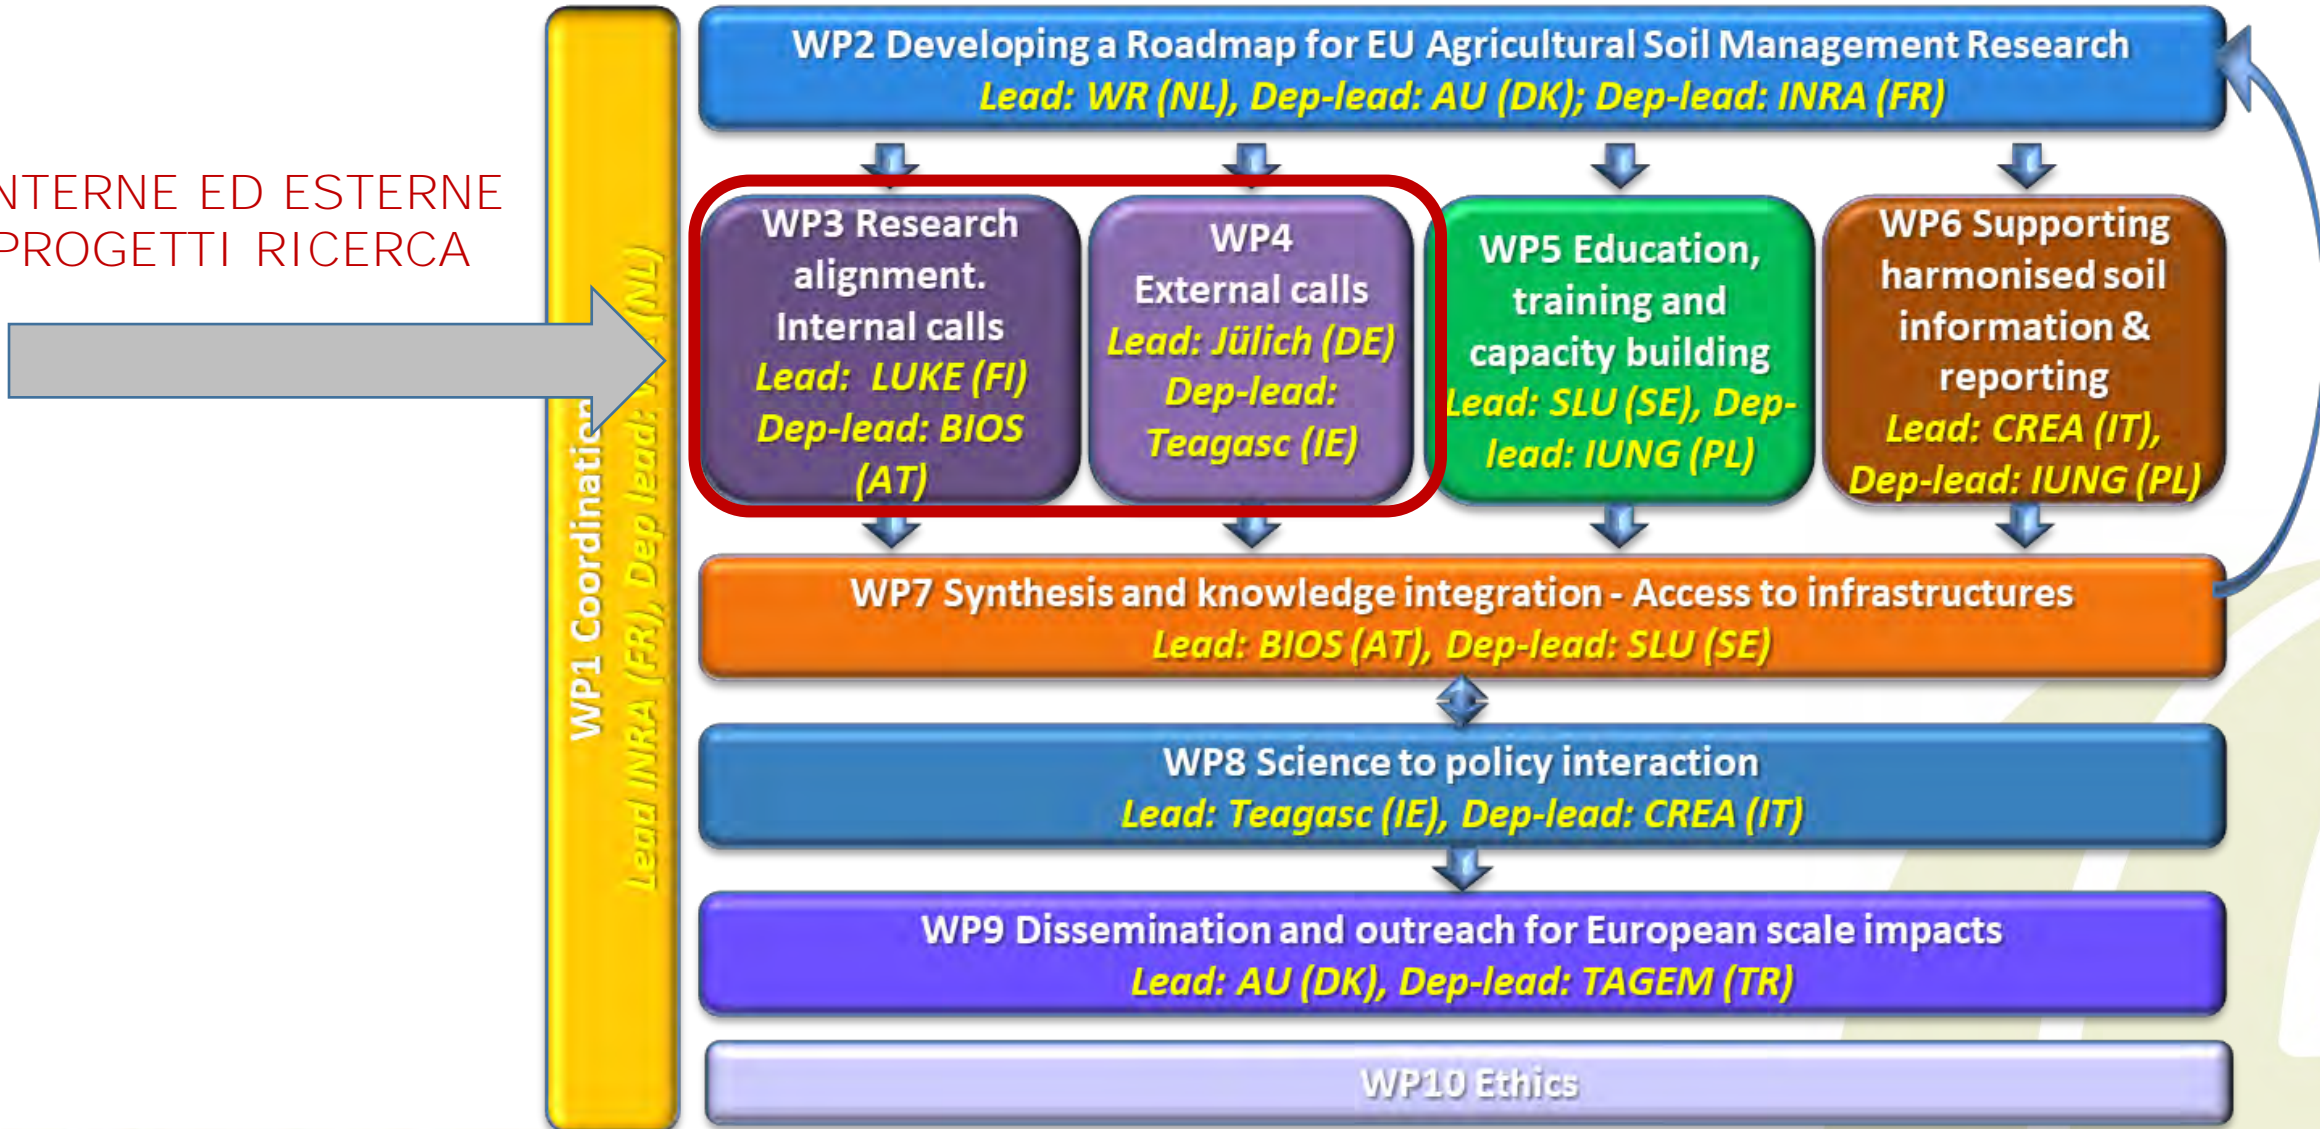 WP2 Developing a Roadmap for EU Agricultural Soil Management Research
Lead: WR (NL), Dep-lead: AU (DK); Dep-lead: INRA (FR)
NTERNE ED ESTERNE
PROGETTI RICERCA
WP1 Coordination
Lead INRA (FR), Dep lead: (NL)
WP3 Research
alignment.
Internal calls
Lead: LUKE (FI)
Dep-lead: BIOS
(AT)
WP4
External calls
Lead: Jülich (DE)
Dep-lead:
Teagasc (IE)
WP5 Education,
training and
capacity building
Lead: SLU (SE), Dep-
lead: IUNG (PL)
WP6 Supporting
harmonised soil
information &
reporting
Lead: CREA (IT),
Dep-lead: IUNG (PL)
WP7 Synthesis and knowledge integration - Access to infrastructures
Lead: BIOS (AT), Dep-lead: SLU (SE)
WP8 Science to policy interaction
Lead: Teagasc (IE), Dep-lead: CREA (IT)
WP9 Dissemination and outreach for European scale impacts
Lead: AU (DK), Dep-lead: TAGEM (TR)
WP10 Ethics